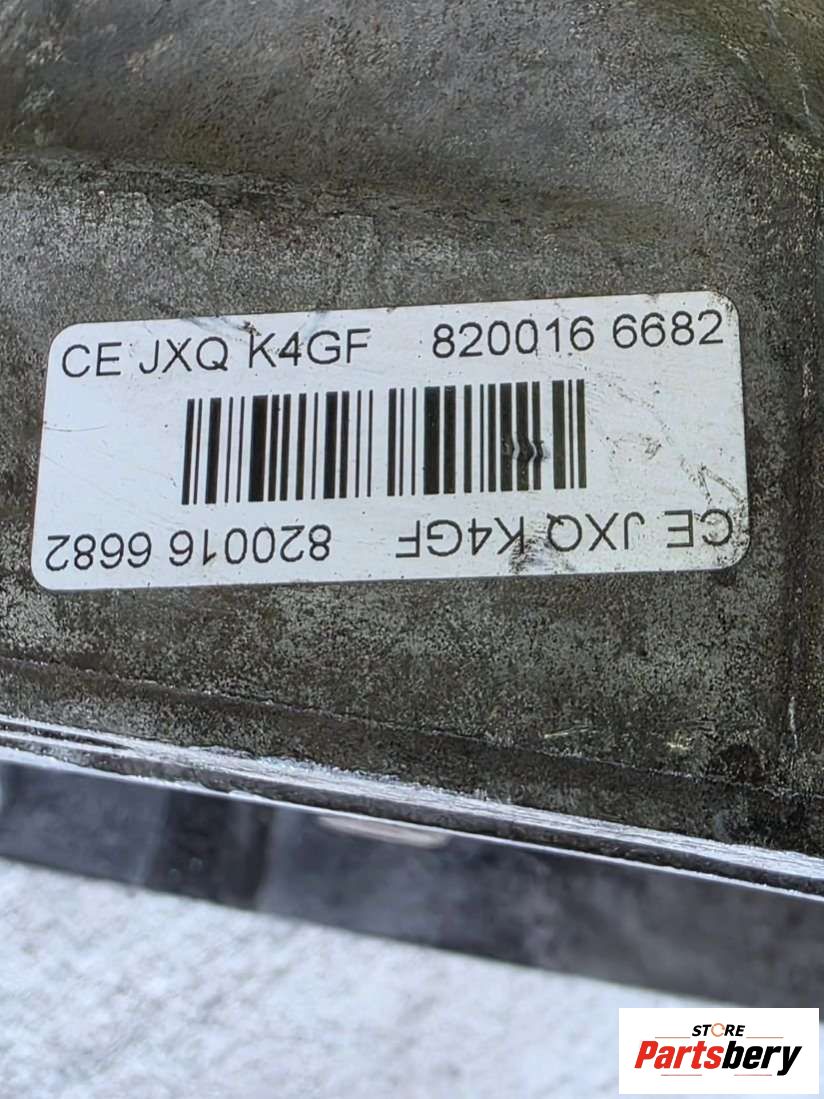 CE JXQ K4GF 820016 6682
CE JXQ K4GF 820016 6682
STORE
Partsbery